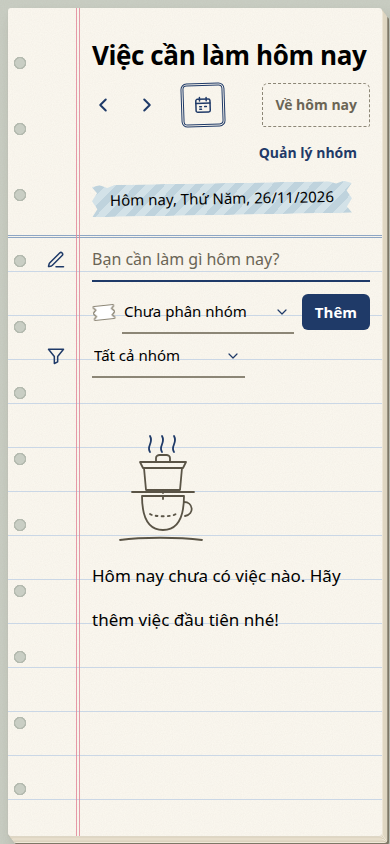 Việc cần làm hôm nay
Về hôm nay
Quản lý nhóm
Hôm nay, Thứ Năm, 26/11/2026
Bạn cần làm gì hôm nay?
Chưa phân nhóm
Thêm
Tất cả nhóm
Hôm nay chưa có việc nào. Hãy
thêm việc đầu tiên nhé!